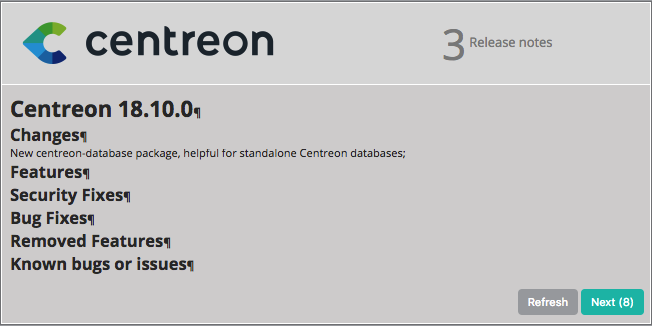 centreon
3 Release notes
Centreon 18.10.0¶
Changes¶
New centreon-database package, helpful for standalone Centreon databases;
Features¶
Security Fixes¶
Bug Fixes¶
Removed Features¶
Known bugs or issues¶
Refresh Next (8)